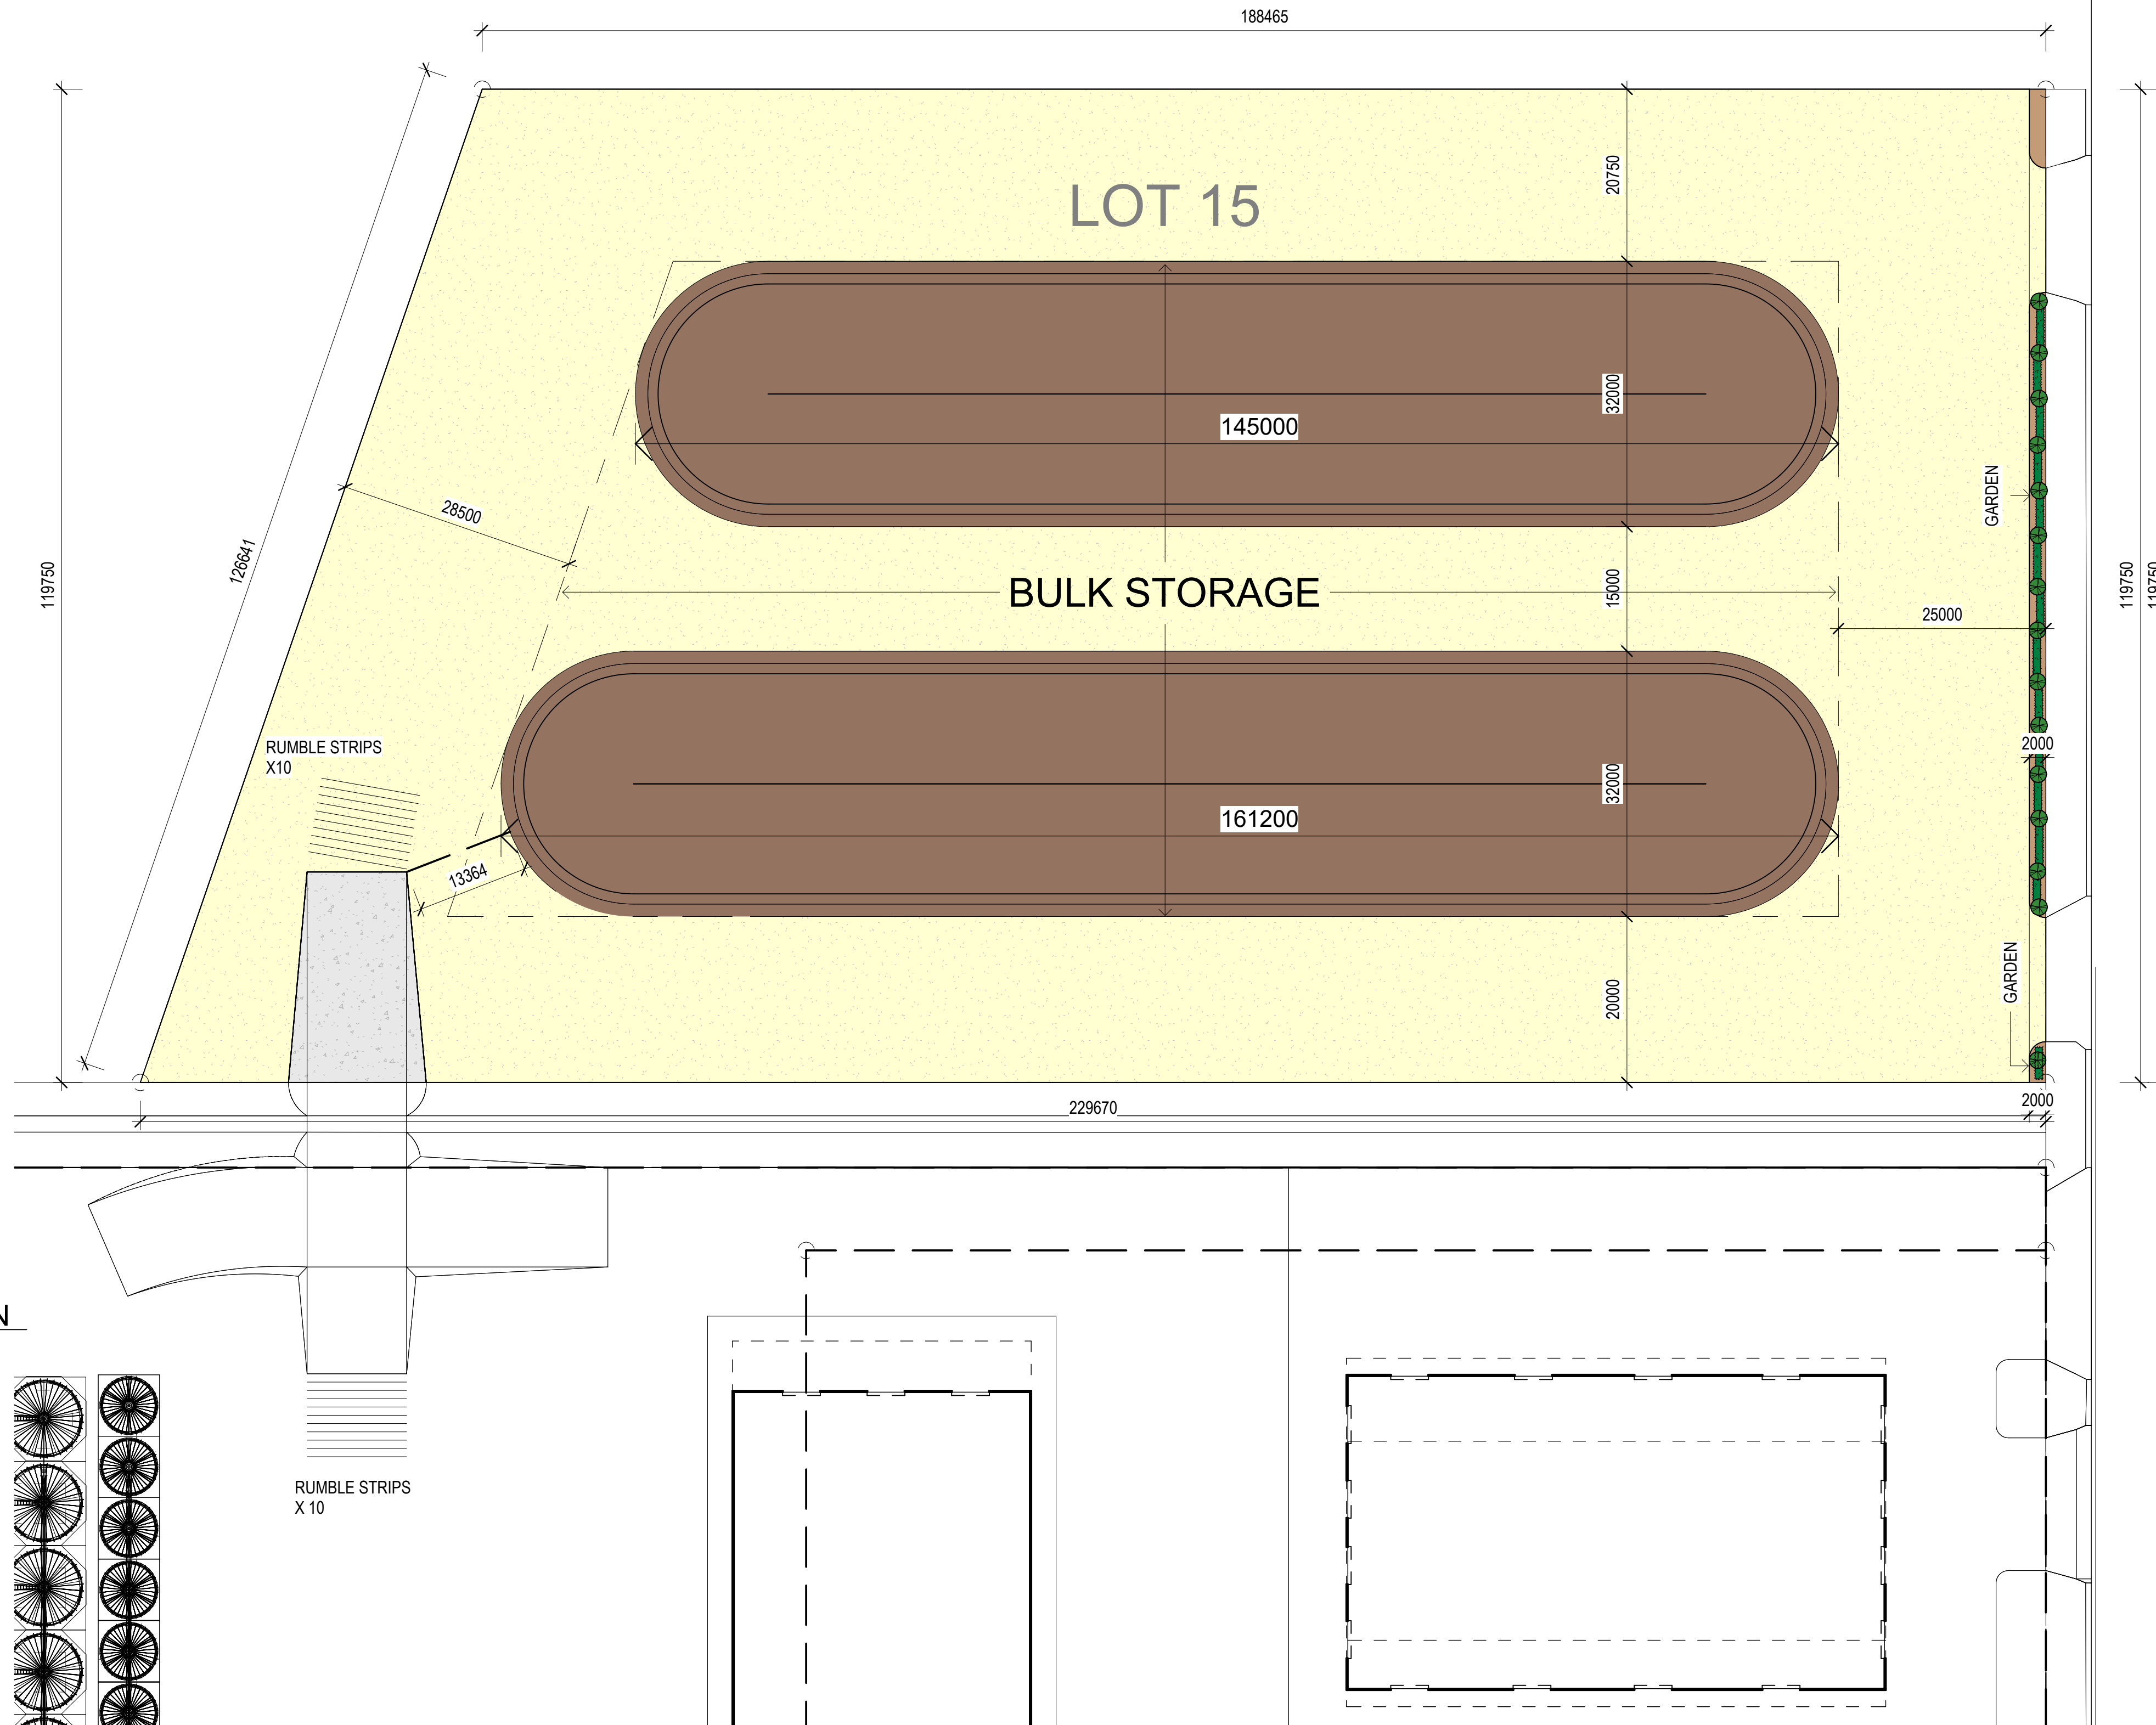 188465
20750
LOT 15
119750
126641
28500
32000
145000
GARDEN
BULK STORAGE
15000
25000
119750
119750
RUMBLE STRIPS
X10
2000
32000
161200
13364
GARDEN
20000
229670
2000
N
RUMBLE STRIPS
X 10